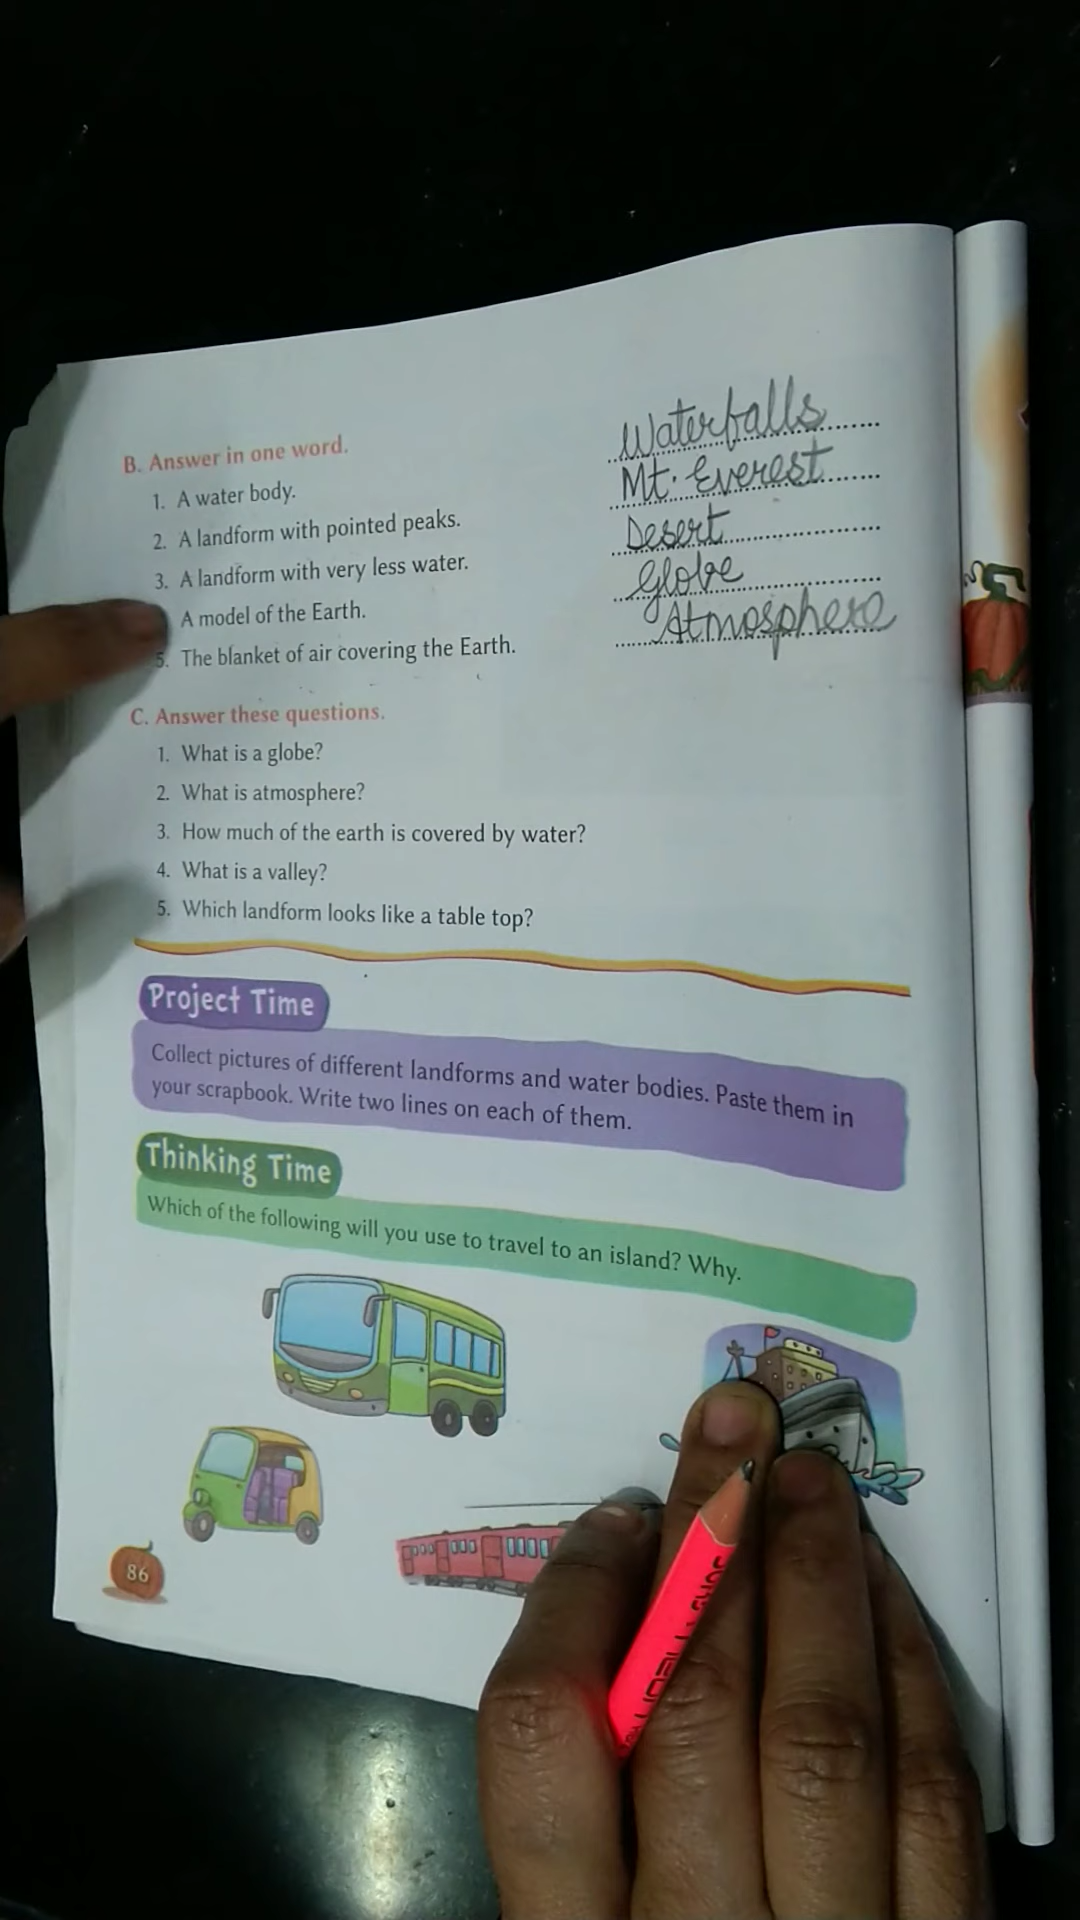 B. Answer in one word.
1. A water body. Waterfalls
2. A landform with pointed peaks. Mt. Everest
3. A landform with very less water. Desert
A model of the Earth. Globe
5. The blanket of air covering the Earth. Atmosphere
C. Answer these questions.
1. What is a globe?
2. What is atmosphere?
3. How much of the earth is covered by water?
4. What is a valley?
5. Which landform looks like a table top?
Project Time
Collect pictures of different landforms and water bodies. Paste them in
your scrapbook. Write two lines on each of them.
Thinking Time
Which of the following will you use to travel to an island? Why.
86